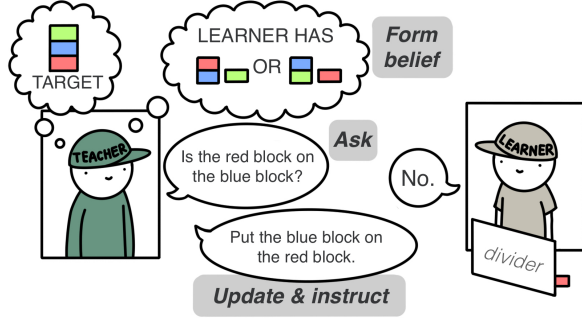 TARGET
LEARNER HAS
OR
Form
belief
TEACHER
Is the red block on
the blue block?
Ask
No.
LEARNER
Put the blue block on
the red block.
divider
Update & instruct